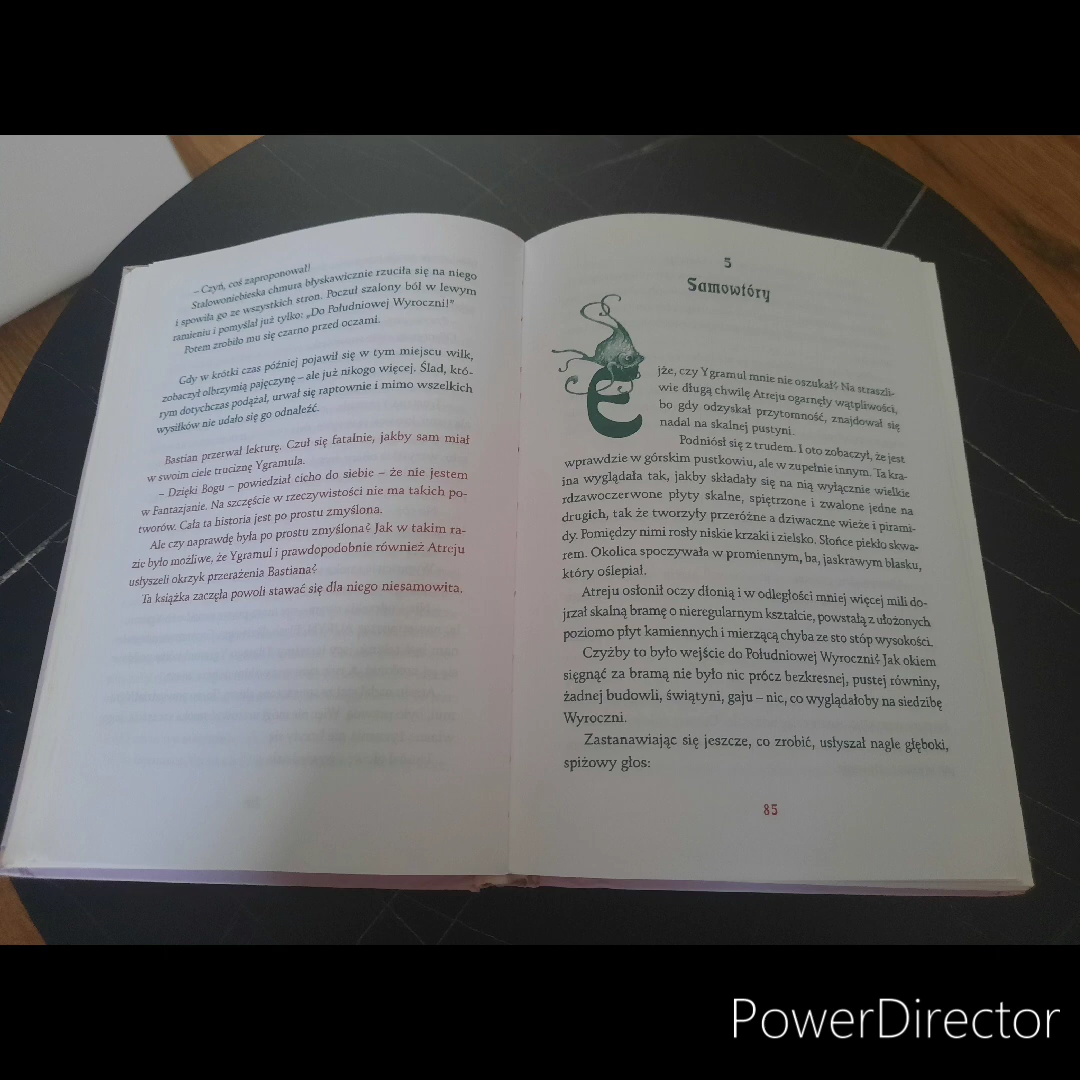 – Czyń, coś zaproponował!
Stalowoniebieska chmura błyskawicznie rzuciła się na niego
i spowiła go ze wszystkich stron. Poczuł szalony ból w lewym
ramieniu i pomyślał już tylko: „Do Południowej Wyroczni!”
Potem zrobiło mu się czarno przed oczami.
Gdy w krótki czas później pojawił się w tym miejscu wilk,
zobaczył olbrzymią pajęczynę – ale już nikogo więcej. Ślad, któ-
rym dotychczas podążał, urwał się raptownie i mimo wszelkich
wysiłków nie udało się go odnaleźć.
Bastian przerwał lekturę. Czuł się fatalnie, jakby sam miał
w swoim ciele truciznę Ygramula.
– Dzięki Bogu – powiedział cicho do siebie – że nie jestem
w Fantazjanie. Na szczęście w rzeczywistości nie ma takich po-
tworów. Cała ta historia jest po prostu zmyślona.
Ale czy naprawdę była po prostu zmyślona? Jak w takim ra-
zie było możliwe, że Ygramul i prawdopodobnie również Atreju
usłyszeli okrzyk przerażenia Bastiana?
Ta książka zaczęła powoli stawać się dla niego niesamowita.
5
Samowtóry
Ejże, czy Ygramul mnie nie oszukał? Na straszli-
wie długą chwilę Atreju ogarnęły wątpliwości,
bo gdy odzyskał przytomność, znajdował się
nadal na skalnej pustyni.
Podniósł się z trudem. I oto zobaczył, że jest
wprawdzie w górskim pustkowiu, ale w zupełnie innym. Ta kra-
ina wyglądała tak, jakby składały się na nią wyłącznie wielkie
rdzawoczerwone płyty skalne, spiętrzone i zwalone jedne na
drugich, tak że tworzyły przeróżne a dziwaczne wieże i pirami-
dy. Pomiędzy nimi rosły niskie krzaki i zielsko. Słońce piekło skwa-
rem. Okolica spoczywała w promiennym, ba, jaskrawym blasku,
który oślepiał.
Atreju osłonił oczy dłonią i w odległości mniej więcej mili do-
jrzał skalną bramę o nieregularnym kształcie, powstałą z ułożonych
poziomo płyt kamiennych i mierzącą chyba ze sto stóp wysokości.
Czyżby to było wejście do Południowej Wyroczni? Jak okiem
sięgnąć za bramą nie było nic prócz bezkresnej, pustej równiny,
żadnej budowli, świątyni, gaju – nic, co wyglądałoby na siedzibę
Wyroczni.
Zastanawiając się jeszcze, co zrobić, usłyszał nagle głęboki,
spiżowy głos:
85
PowerDirector